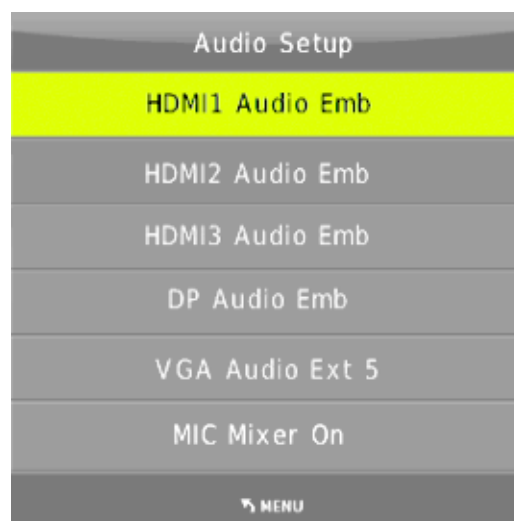 Audio Setup
HDMI1 Audio Emb
HDMI2 Audio Emb
HDMI3 Audio Emb
DP Audio Emb
VGA Audio Ext 5
MIC Mixer On
MENU